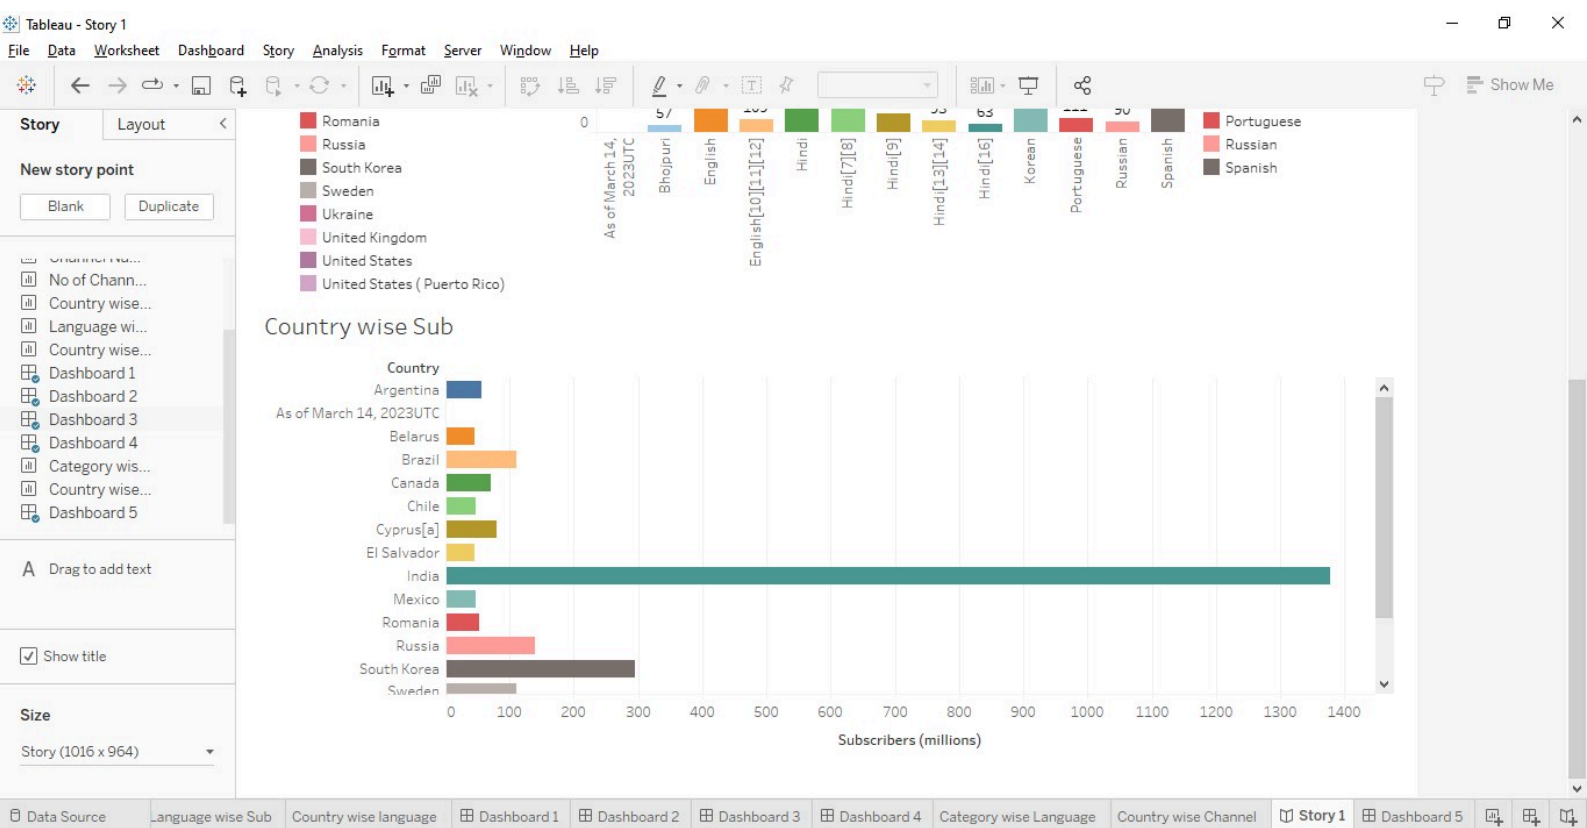 Tableau - Story 1
File Data Worksheet Dashboard Story Analysis Format Server Window Help
Show Me
Story Layout
New story point
Blank Duplicate
No of Chann...
Country wise...
Language wi...
Country wise...
Dashboard 1
Dashboard 2
Dashboard 3
Dashboard 4
Category wis...
Country wise...
Dashboard 5
A Drag to add text
Show title
Size
Story (1016 x 964)
Romania
Russia
South Korea
Sweden
Ukraine
United Kingdom
United States
United States ( Puerto Rico)
0
57
63
90
As of March 14, 2023UTC
Bhojpuri
English
English[10][11][12]
Hindi
Hindi[7][8]
Hindi[9]
Hindi[13][14]
Hindi[16]
Korean
Portuguese
Russian
Spanish
Portuguese
Russian
Spanish
Country wise Sub
Country
Argentina
As of March 14, 2023UTC
Belarus
Brazil
Canada
Chile
Cyprus[a]
El Salvador
India
Mexico
Romania
Russia
South Korea
Sweden
0 100 200 300 400 500 600 700 800 900 1000 1100 1200 1300 1400
Subscribers (millions)
Data Source Language wise Sub Country wise language Dashboard 1 Dashboard 2 Dashboard 3 Dashboard 4 Category wise Language Country wise Channel Story 1 Dashboard 5